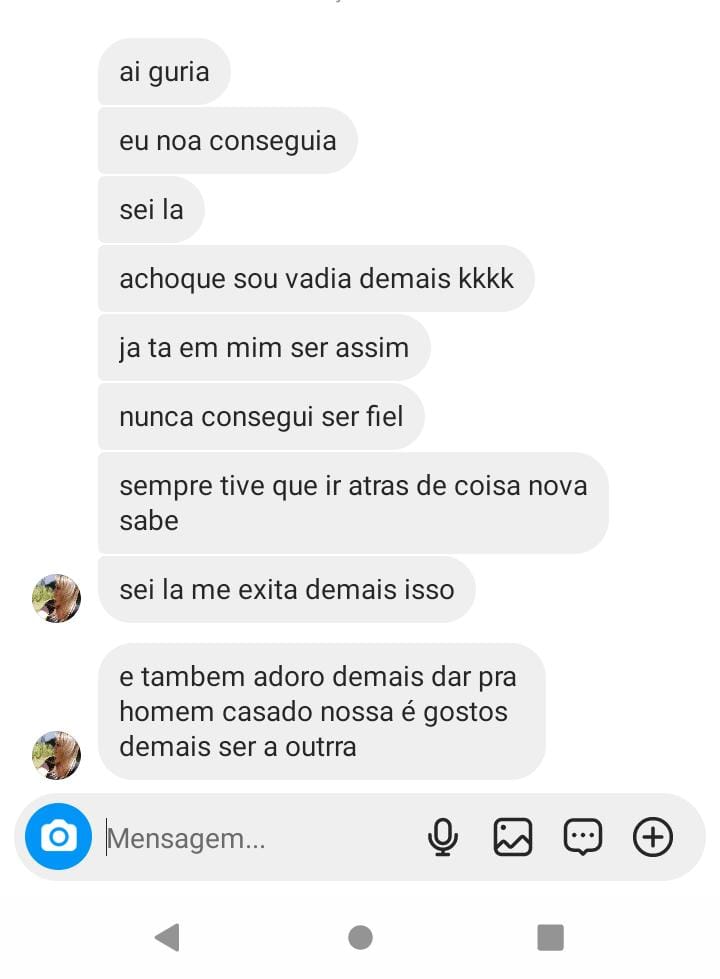 ai guria
eu noa conseguia
sei la
achoque sou vadia demais kkkk
ja ta em mim ser assim
nunca consegui ser fiel
sempre tive que ir atras de coisa nova
sabe
sei la me exita demais isso
e tambem adoro demais dar pra
homem casado nossa é gostos
demais ser a outrra
Mensagem...